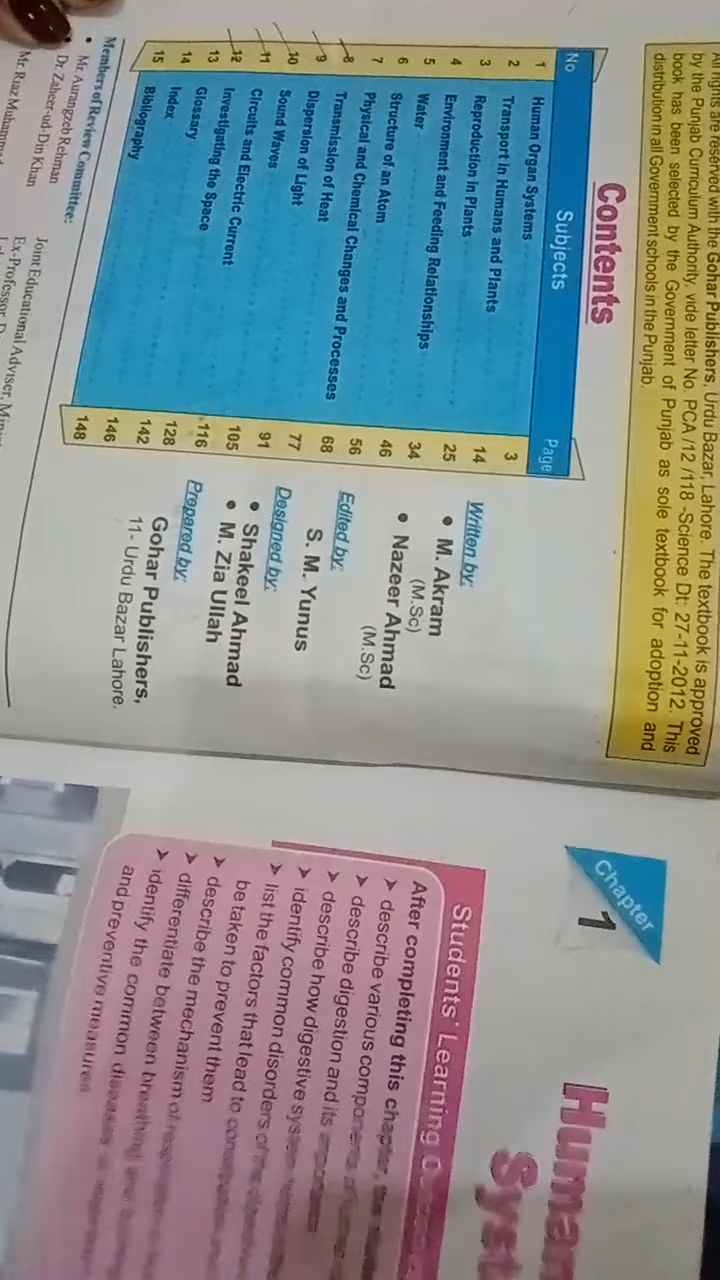 All rights are reserved with the Gohar Publishers, Urdu Bazar, Lahore. The textbook is approved
by the Punjab Curriculum Authority, vide letter No. PCA /12 /118 -Science Dt: 27-11-2012. This
book has been selected by the Government of Punjab as sole textbook for adoption and
distribution in all Government schools in the Punjab.
Contents
No Subjects Page
1 Human Organ Systems 3
2 Transport in Humans and Plants 14
3 Reproduction in Plants 25
4 Environment and Feeding Relationships 34
5 Water 46
6 Structure of an Atom 56
7 Physical and Chemical Changes and Processes 68
8 Transmission of Heat 77
9 Dispersion of Light 91
10 Sound Waves 105
11 Circuits and Electric Current 116
12 Investigating the Space 128
13 Glossary 142
14 Index 146
15 Bibliography 148
Written by:
• M. Akram
(M.Sc)
• Nazeer Ahmad
(M.Sc)
Edited by:
S. M. Yunus
Designed by:
• Shakeel Ahmad
• M. Zia Ullah
Prepared by:
Gohar Publishers,
11- Urdu Bazar Lahore.
Members of Review Committee:
• Mr. Aurangzeb Rehman Joint Educational Adviser,
• Dr. Zaheer-ud-Din Khan Ex-Professor,
Mr. Riaz
Chapter
1
Students' Learning
After completing this chapter, the
➤ describe various components of
➤ describe digestion and its
➤ describe how digestive system
➤ identify common disorders of
➤ list the factors that lead to
be taken to prevent them
➤ describe the mechanism of
➤ differentiate between breathing and
➤ identify the common diseases
and preventive measures